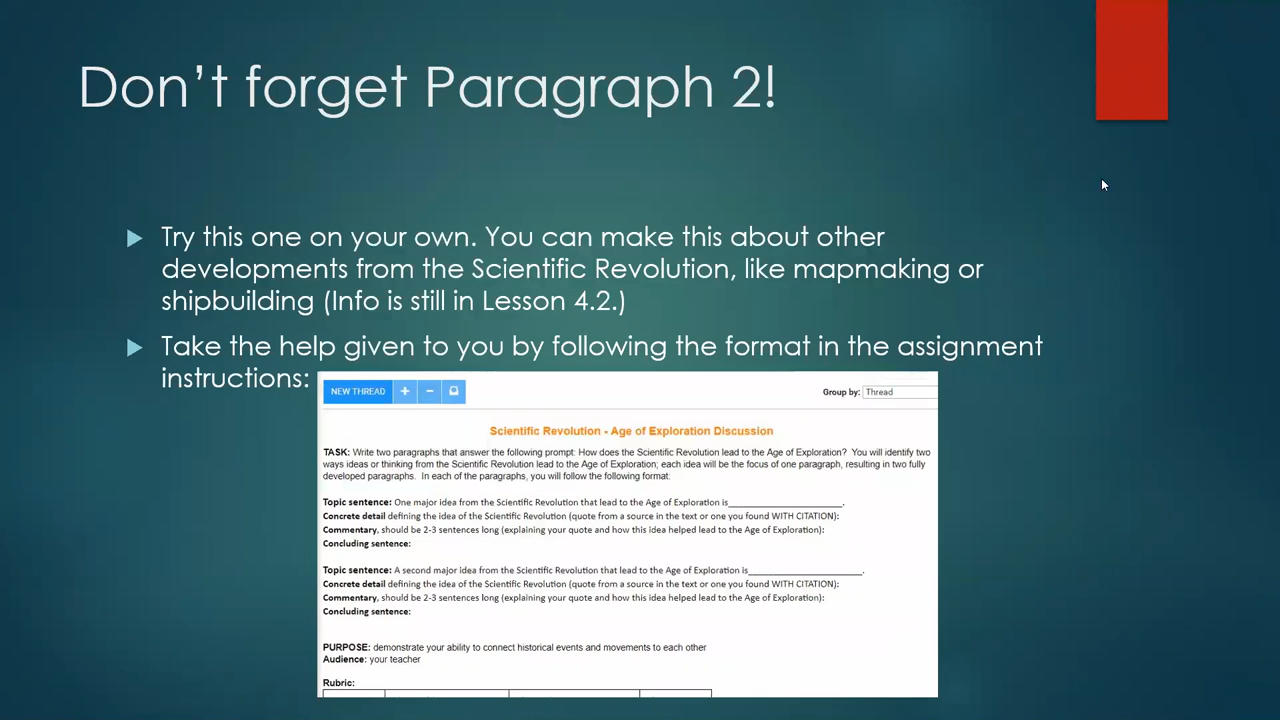 Don't forget Paragraph 2!
Try this one on your own. You can make this about other
developments from the Scientific Revolution, like mapmaking or
shipbuilding (Info is still in Lesson 4.2.)
Take the help given to you by following the format in the assignment
instructions:
NEW THREAD + −
Group by: Thread
Scientific Revolution - Age of Exploration Discussion
TASK: Write two paragraphs that answer the following prompt: How does the Scientific Revolution lead to the Age of Exploration? You will identify two
ways ideas or thinking from the Scientific Revolution lead to the Age of Exploration; each idea will be the focus of one paragraph, resulting in two fully
developed paragraphs. In each of the paragraphs, you will follow the following format:
Topic sentence: One major idea from the Scientific Revolution that lead to the Age of Exploration is______________________.
Concrete detail defining the idea of the Scientific Revolution (quote from a source in the text or one you found WITH CITATION):
Commentary, should be 2-3 sentences long (explaining your quote and how this idea helped lead to the Age of Exploration):
Concluding sentence:
Topic sentence: A second major idea from the Scientific Revolution that lead to the Age of Exploration is______________________.
Concrete detail defining the idea of the Scientific Revolution (quote from a source in the text or one you found WITH CITATION):
Commentary, should be 2-3 sentences long (explaining your quote and how this idea helped lead to the Age of Exploration):
Concluding sentence:
PURPOSE: demonstrate your ability to connect historical events and movements to each other
Audience: your teacher
Rubric: